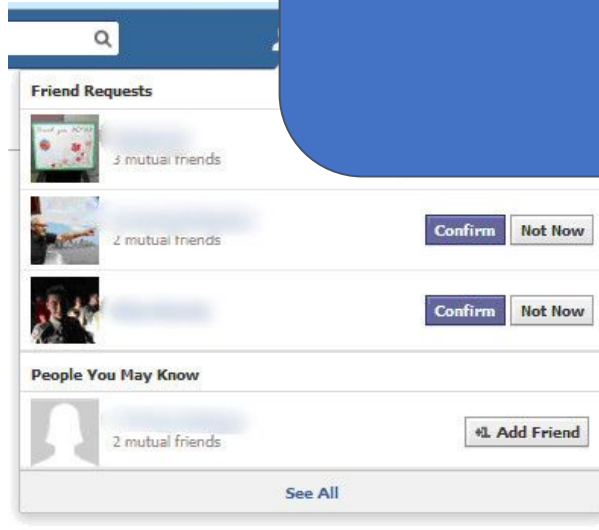 Friend Requests
3 mutual friends
2 mutual friends
Confirm Not Now
Confirm Not Now
People You May Know
2 mutual friends
+1 Add Friend
See All